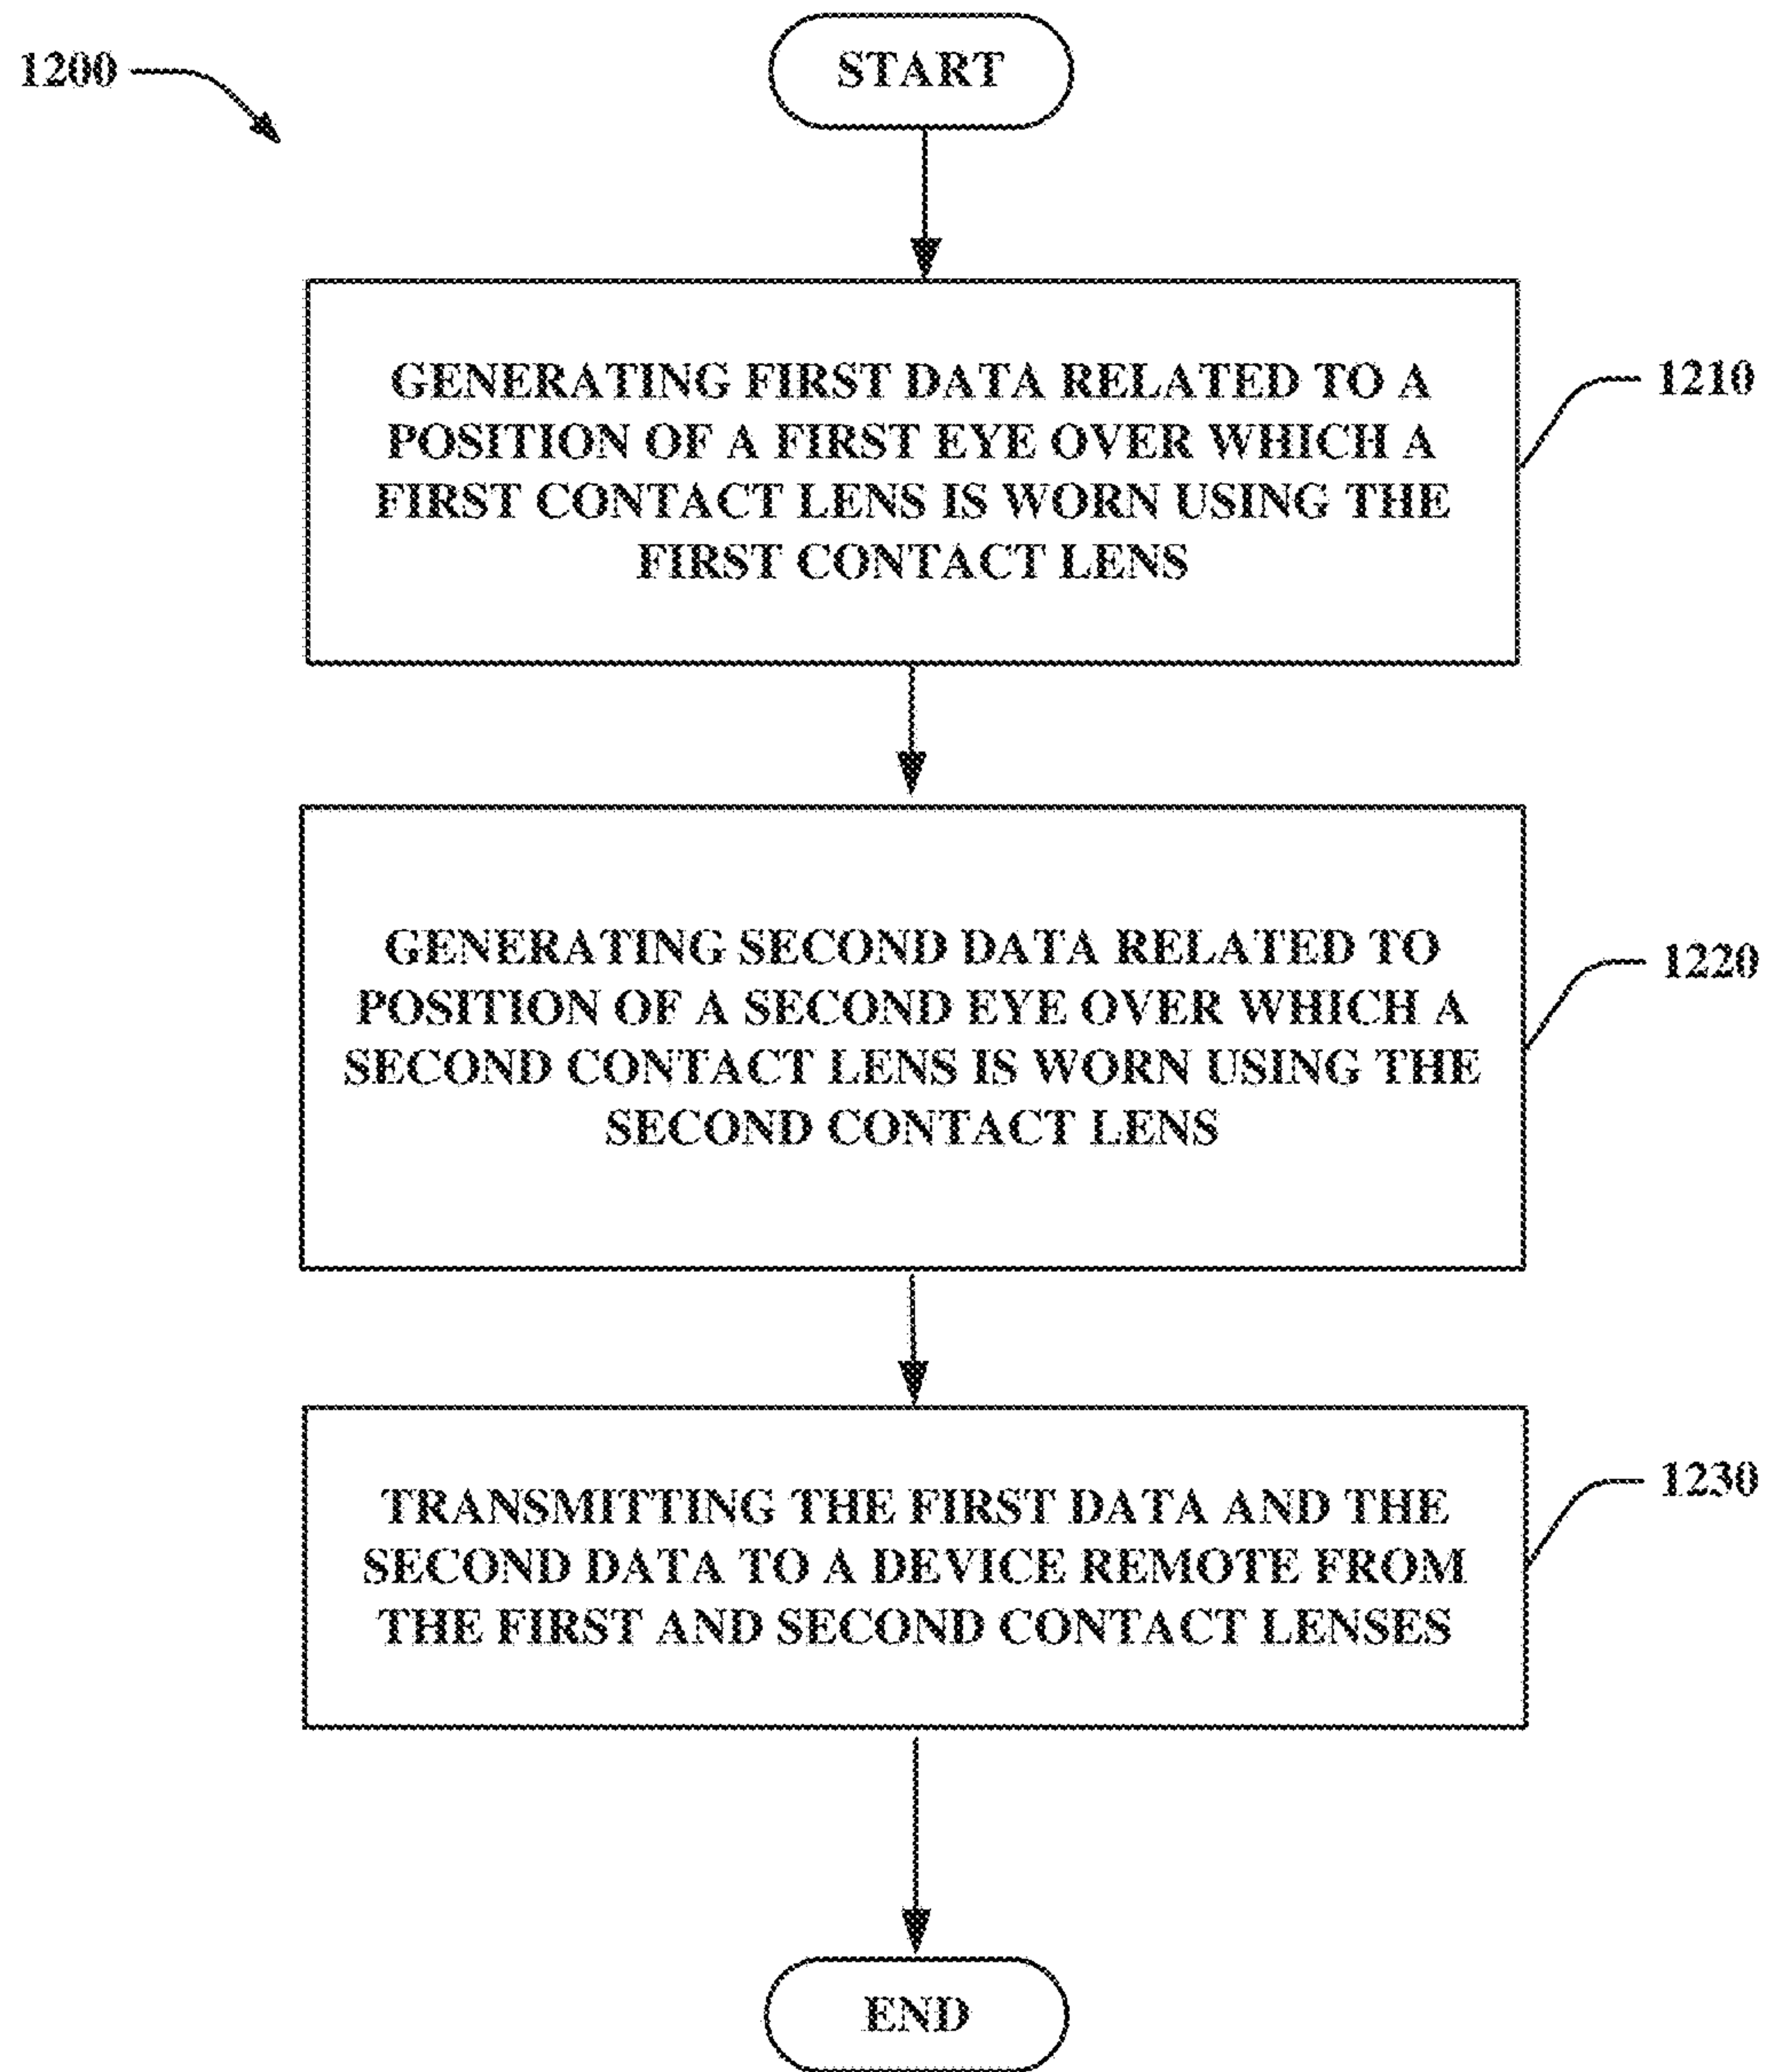 1200
START
GENERATING FIRST DATA RELATED TO A
POSITION OF A FIRST EYE OVER WHICH A
FIRST CONTACT LENS IS WORN USING THE
FIRST CONTACT LENS
1210
GENERATING SECOND DATA RELATED TO
POSITION OF A SECOND EYE OVER WHICH A
SECOND CONTACT LENS IS WORN USING THE
SECOND CONTACT LENS
1220
TRANSMITTING THE FIRST DATA AND THE
SECOND DATA TO A DEVICE REMOTE FROM
THE FIRST AND SECOND CONTACT LENSES
1230
END